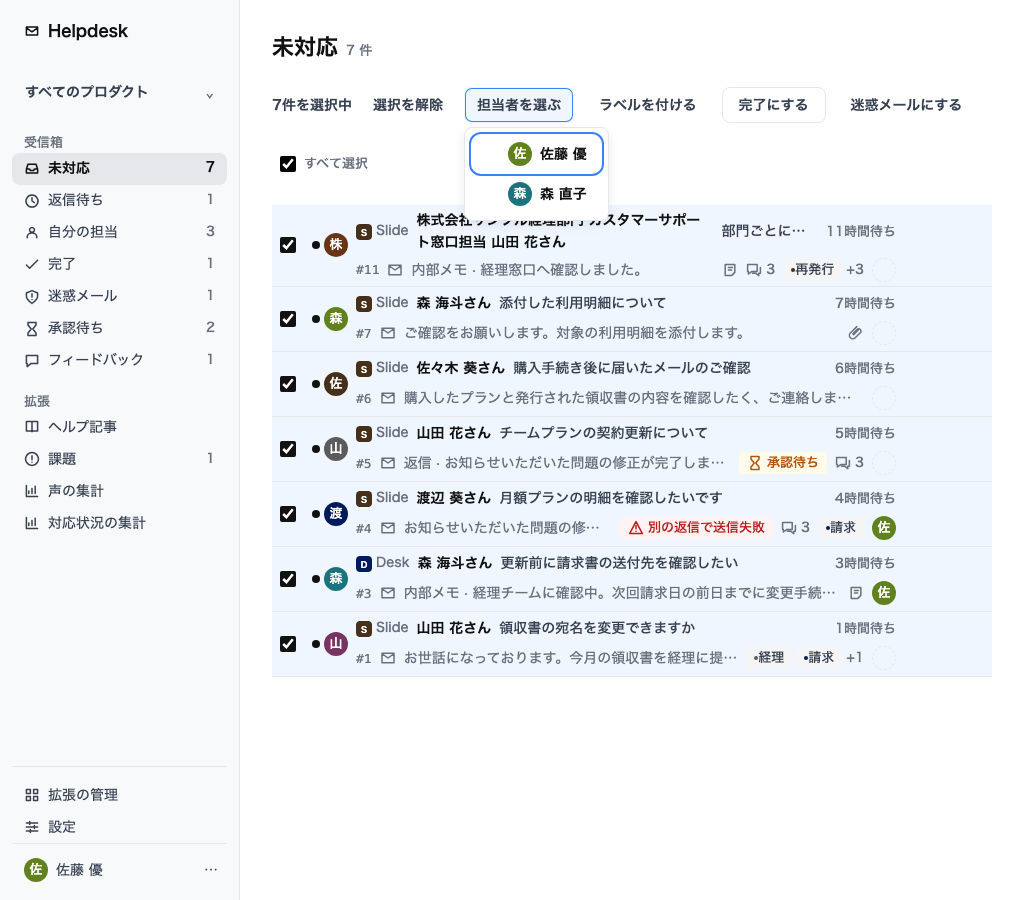 Helpdesk
すべてのプロダクト
受信箱
未対応 7
返信待ち 1
自分の担当 3
完了 1
迷惑メール 1
承認待ち 2
フィードバック 1
拡張
ヘルプ記事
課題 1
声の集計
対応状況の集計
拡張の管理
設定
佐 佐藤 優 …
未対応 7 件
7件を選択中 選択を解除 担当者を選ぶ ラベルを付ける 完了にする 迷惑メールにする
佐 佐藤 優
森 森 直子
すべて選択
株 S Slide 株式会社サンプル経理部門カスタマーサポー
ト窓口担当 山田 花さん 部門ごとに… 11時間待ち
#11 内部メモ · 経理窓口へ確認しました。 3 •再発行 +3
森 S Slide 森 海斗さん 添付した利用明細について 7時間待ち
#7 ご確認をお願いします。対象の利用明細を添付します。
佐 S Slide 佐々木 葵さん 購入手続き後に届いたメールのご確認 6時間待ち
#6 購入したプランと発行された領収書の内容を確認したく、ご連絡しま…
山 S Slide 山田 花さん チームプランの契約更新について 5時間待ち
#5 返信 · お知らせいただいた問題の修正が完了しま… 承認待ち 3
渡 S Slide 渡辺 葵さん 月額プランの明細を確認したいです 4時間待ち
#4 お知らせいただいた問題の修… 別の返信で送信失敗 3 •請求 佐
森 D Desk 森 海斗さん 更新前に請求書の送付先を確認したい 3時間待ち
#3 内部メモ · 経理チームに確認中。次回請求日の前日までに変更手続… 佐
山 S Slide 山田 花さん 領収書の宛名を変更できますか 1時間待ち
#1 お世話になっております。今月の領収書を経理に提… •経理 •請求 +1